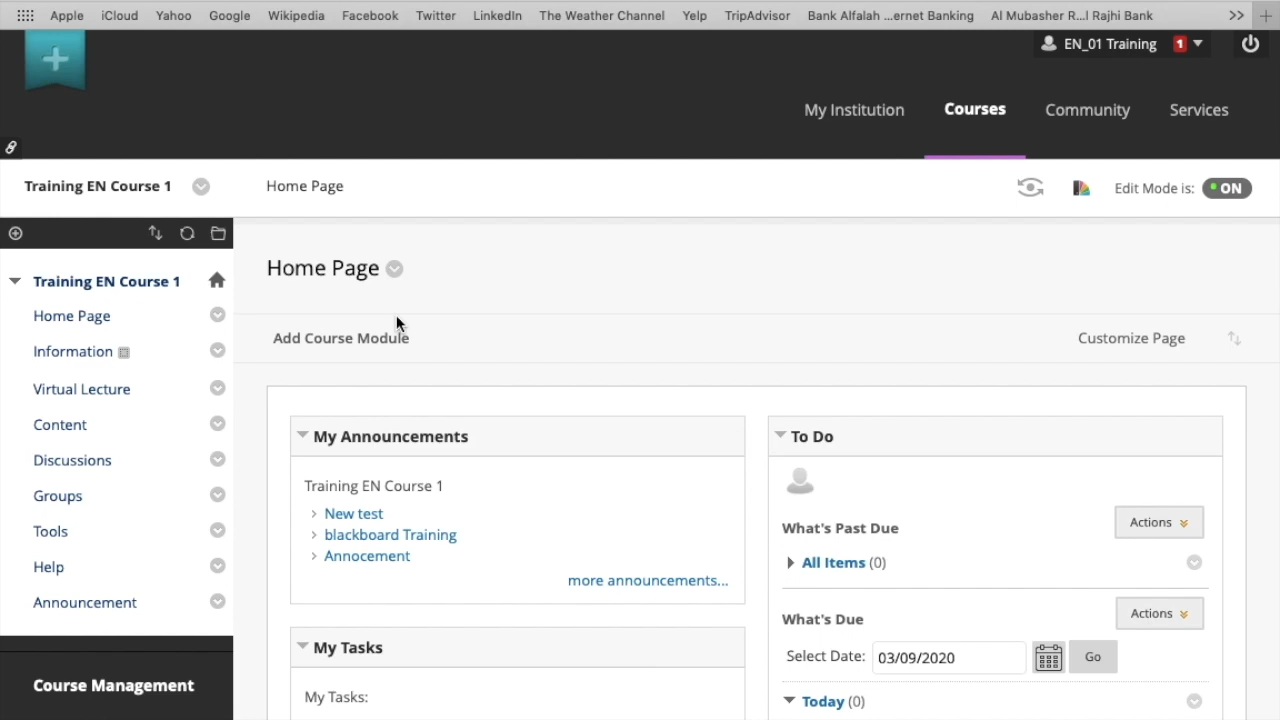 Apple iCloud Yahoo Google Wikipedia Facebook Twitter LinkedIn The Weather Channel Yelp TripAdvisor Bank Alfalah ...ernet Banking Al Mubasher R...l Rajhi Bank >> +
EN_01 Training 1
My Institution Courses Community Services
Training EN Course 1 Home Page Edit Mode is: ON
Training EN Course 1
Home Page
Information
Virtual Lecture
Content
Discussions
Groups
Tools
Help
Announcement
Course Management
Home Page
Add Course Module Customize Page
My Announcements
Training EN Course 1
New test
blackboard Training
Annocement
more announcements...
My Tasks
My Tasks:
To Do
What's Past Due Actions
All Items (0)
What's Due Actions
Select Date: 03/09/2020 Go
Today (0)